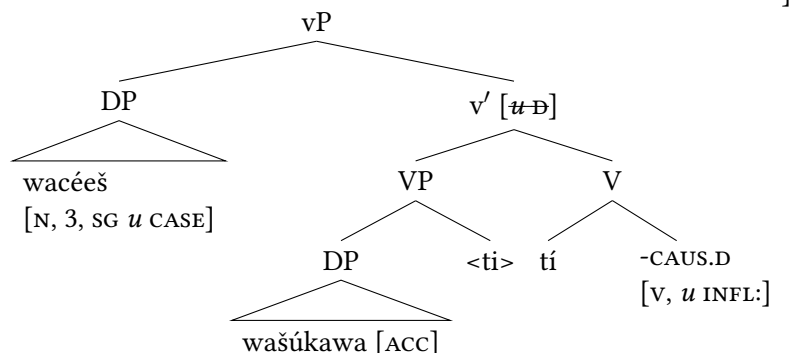 ]
vP
DP v′ [u D]
wacéeš
[N, 3, SG u CASE]
VP V
DP <ti> tí -CAUS.D
[V, u INFL:]
wašúkawa [ACC]